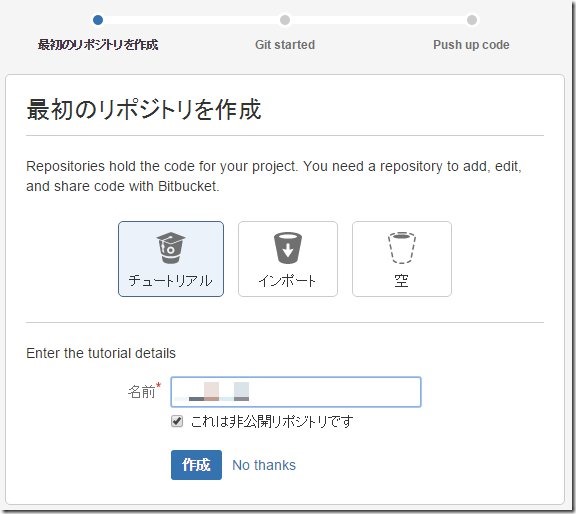 最初のリポジトリを作成
Git started
Push up code
最初のリポジトリを作成
Repositories hold the code for your project. You need a repository to add, edit,
and share code with Bitbucket.
チュートリアル
インポート
空
Enter the tutorial details
名前*
これは非公開リポジトリです
作成
No thanks